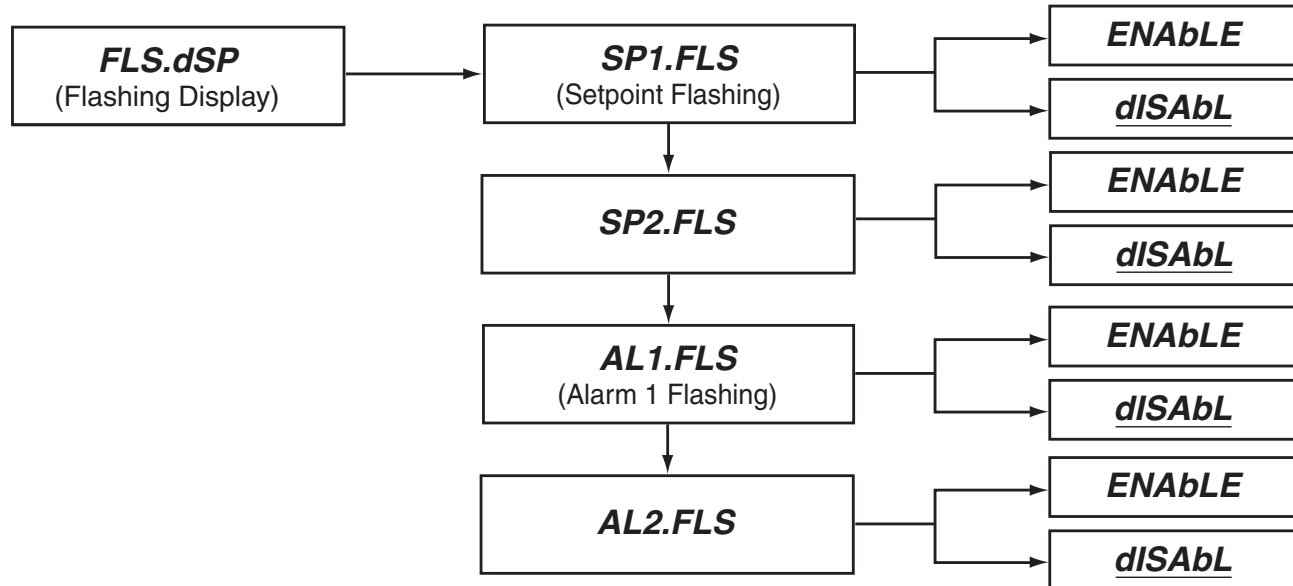 FLS.dSP
(Flashing Display)
SP1.FLS
(Setpoint Flashing)
ENAbLE
dISAbL
SP2.FLS
ENAbLE
dISAbL
AL1.FLS
(Alarm 1 Flashing)
ENAbLE
dISAbL
AL2.FLS
ENAbLE
dISAbL